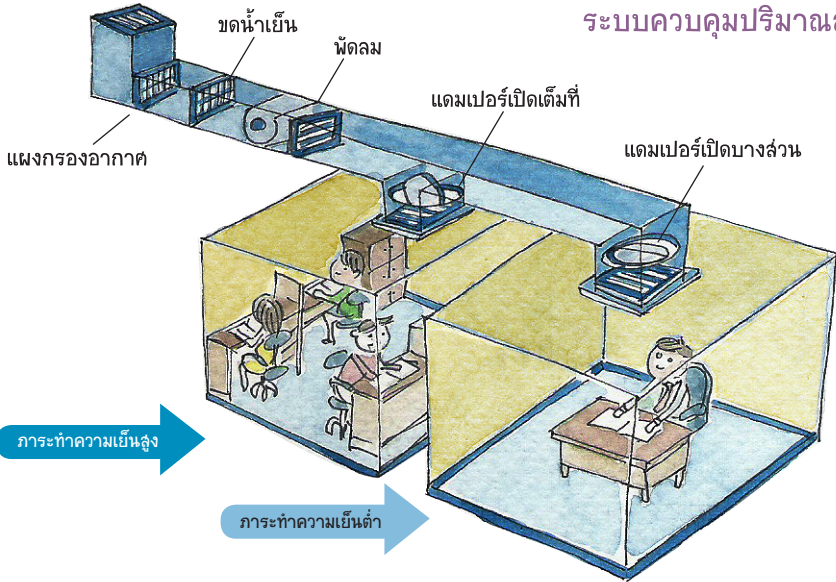 ระบบควบคุมปริมาณ
ขดน้ำเย็น
พัดลม
แดมเปอร์เปิดเต็มที่
แดมเปอร์เปิดบางส่วน
แผงกรองอากาศ
ภาระทำความเย็นสูง
ภาระทำความเย็นต่ำ